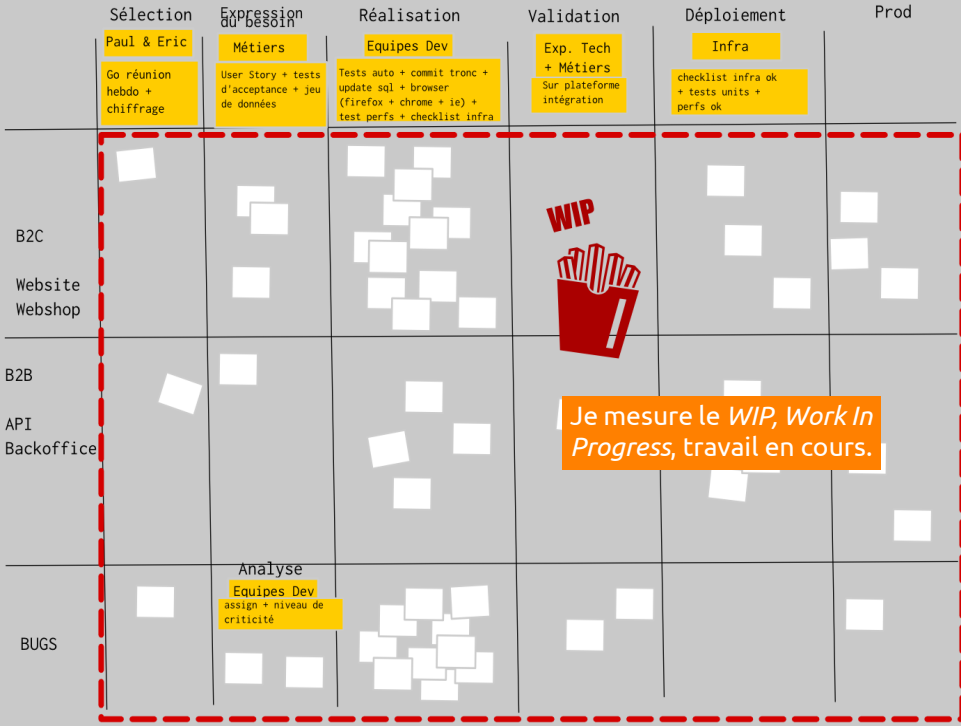 Sélection
Expression
du besoin
Réalisation
Validation
Déploiement
Prod
Paul & Eric
Métiers
Equipes Dev
Exp. Tech
+ Métiers
Infra
Go réunion
hebdo +
chiffrage
User Story + tests
d'acceptance + jeu
de données
Tests auto + commit tronc +
update sql + browser
(firefox + chrome + ie) +
test perfs + checklist infra
Sur plateforme
intégration
checklist infra ok
+ tests units +
perfs ok
B2C
Website
Webshop
WIP
B2B
API
Backoffice
Je mesure le WIP, Work In
Progress, travail en cours.
Analyse
Equipes Dev
assign + niveau de
criticité
BUGS